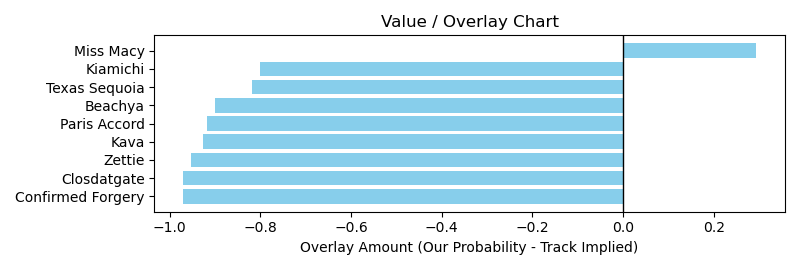 Value / Overlay Chart
Miss Macy
Kiamichi
Texas Sequoia
Beachya
Paris Accord
Kava
Zettie
Closdatgate
Confirmed Forgery
−1.0 −0.8 −0.6 −0.4 −0.2 0.0 0.2
Overlay Amount (Our Probability - Track Implied)